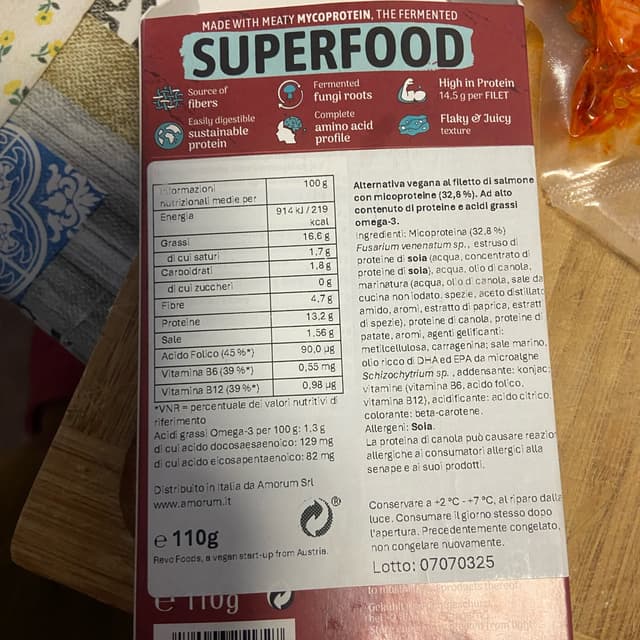 MADE WITH MEATY MYCOPROTEIN, THE FERMENTED
SUPERFOOD
Source of
fibers
Fermented
fungi roots
High in Protein
14,5 g per FILET
Easily digestible
sustainable
protein
Complete
amino acid
profile
Flaky & Juicy
texture
Informazioni
nutrizionali medie per
100 g
Energia
914 kJ / 219
kcal
Grassi
16.6 g
di cui saturi
1.7 g
Carboidrati
1,8 g
di cui zuccheri
0 g
Fibre
4.7 g
Proteine
13,2 g
Sale
1.56 g
Acido Folico (45 %*)
90,0 µg
Vitamina B6 (39 %*)
0,55 mg
Vitamina B12 (39 %*)
0,98 µg
*VNR = percentuale dei valori nutritivi di
riferimento
Acidi grassi Omega-3 per 100 g: 1,3 g
di cui acido docosaesaenoico: 129 mg
di cui acido eicosapentaenoico: 82 mg
Distribuito in Italia da Amorum Srl
www.amorum.it
℮ 110g
Revo Foods, a vegan start-up from Austria.
Alternativa vegana al filetto di salmone
con micoproteine (32,8 %). Ad alto
contenuto di proteine e acidi grassi
omega-3.
Ingredienti: Micoproteina (32,8 %)
Fusarium venenatum sp., estruso di
proteine di soia (acqua, concentrato di
proteine di soia), acqua, olio di canola,
marinatura (acqua, olio di canola, sale da
cucina non iodato, spezie, aceto distillato
amido, aromi, estratto di paprica, estratt
di spezie), proteine di canola, proteine di
patate, aromi, agenti gelificanti:
metilcellulosa, carragenina; sale marino,
olio ricco di DHA ed EPA da microalghe
Schizochytrium sp., addensante: konjac;
vitamine (vitamina B6, acido folico,
vitamina B12), acidificante: acido citrico;
colorante: beta-carotene.
Allergeni: Soia.
La proteina di canola può causare reazior
allergiche ai consumatori allergici alla
senape e ai suoi prodotti.
Conservare a +2 °C - +7 °C, al riparo dalla
luce. Consumare il giorno stesso dopo
l'apertura. Precedentemente congelato,
non congelare nuovamente.
Lotto: 07070325
℮ 110g
products thereof